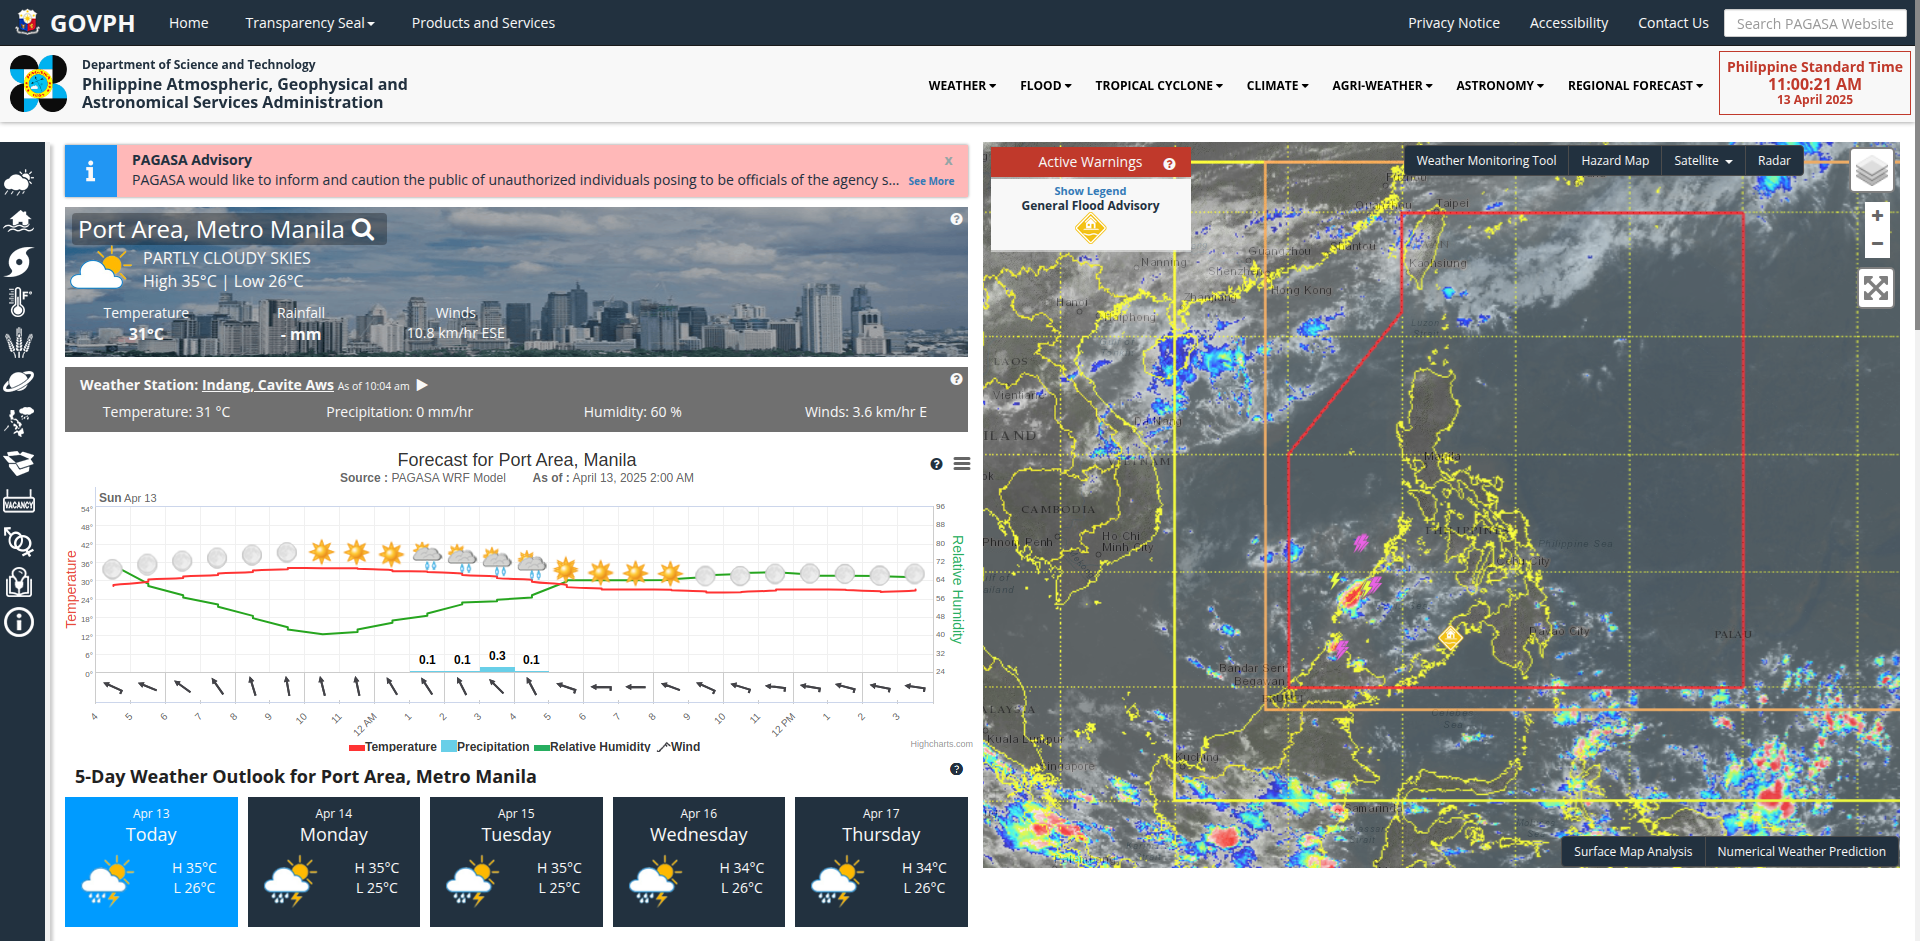 GOVPH
Home
Transparency Seal
Products and Services
Privacy Notice
Accessibility
Contact Us
Search PAGASA Website
Department of Science and Technology
Philippine Atmospheric, Geophysical and
Astronomical Services Administration
WEATHER
FLOOD
TROPICAL CYCLONE
CLIMATE
AGRI-WEATHER
ASTRONOMY
REGIONAL FORECAST
Philippine Standard Time
11:00:21 AM
13 April 2025
VACANCY
PAGASA Advisory
x
PAGASA would like to inform and caution the public of unauthorized individuals posing to be officials of the agency s...
See More
Port Area, Metro Manila
PARTLY CLOUDY SKIES
High 35°C | Low 26°C
Temperature
31°C
Rainfall
- mm
Winds
10.8 km/hr ESE
Weather Station: Indang, Cavite Aws As of 10:04 am
Temperature: 31 °C
Precipitation: 0 mm/hr
Humidity: 60 %
Winds: 3.6 km/hr E
Forecast for Port Area, Manila
Source : PAGASA WRF Model
As of : April 13, 2025 2:00 AM
Sun Apr 13
Temperature
54°
48°
42°
36°
30°
24°
18°
12°
6°
0°
96
88
80
72
64
56
48
40
32
24
Relative Humidity
0.1
0.1
0.3
0.1
4
5
6
7
8
9
10
11
12 AM
1
2
3
4
5
6
7
8
9
10
11
12 PM
1
2
3
Temperature
Precipitation
Relative Humidity
Wind
Highcharts.com
5-Day Weather Outlook for Port Area, Metro Manila
Apr 13
Today
H 35°C
L 26°C
Apr 14
Monday
H 35°C
L 25°C
Apr 15
Tuesday
H 35°C
L 25°C
Apr 16
Wednesday
H 34°C
L 26°C
Apr 17
Thursday
H 34°C
L 26°C
Active Warnings
Show Legend
General Flood Advisory
Weather Monitoring Tool
Hazard Map
Satellite
Radar
+
−
Taipei
Kaohsiung
Guangzhou
Shenzhen
Hong Kong
Nanning
Haiphong
LAOS
CAMBODIA
Ho Chi
Minh City
Philippine Sea
Davao City
PALAU
Bandar Seri
Begawan
Kuala Lumpur
Singapore
Kuching
Surface Map Analysis
Numerical Weather Prediction